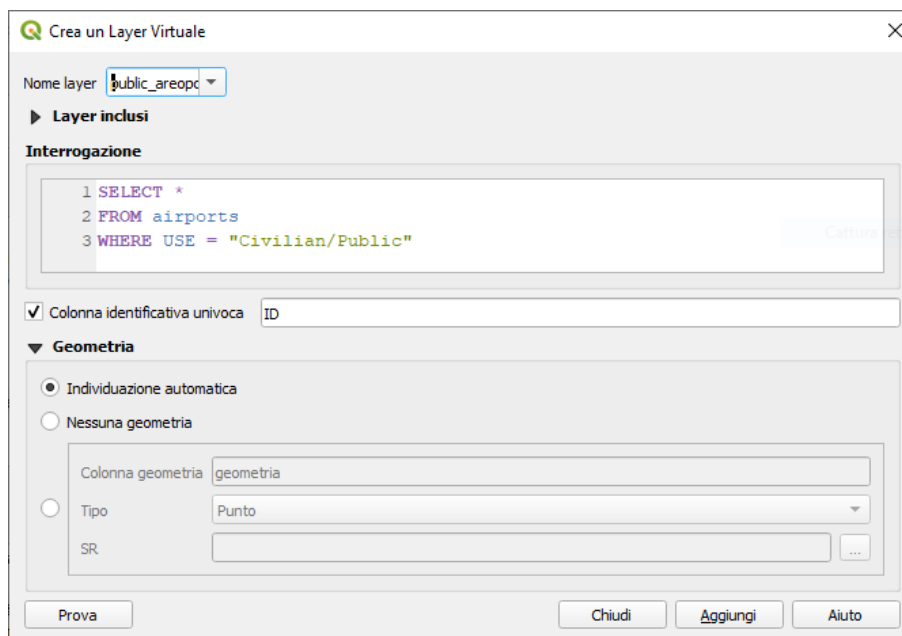 Crea un Layer Virtuale
Nome layer public_areopo
Layer inclusi
Interrogazione
1 SELECT *
2 FROM airports
3 WHERE USE = "Civilian/Public"
Cattura
Colonna identificativa univoca ID
Geometria
Individuazione automatica
Nessuna geometria
Colonna geometria geometria
Tipo Punto
SR ...
Prova Chiudi Aggiungi Aiuto